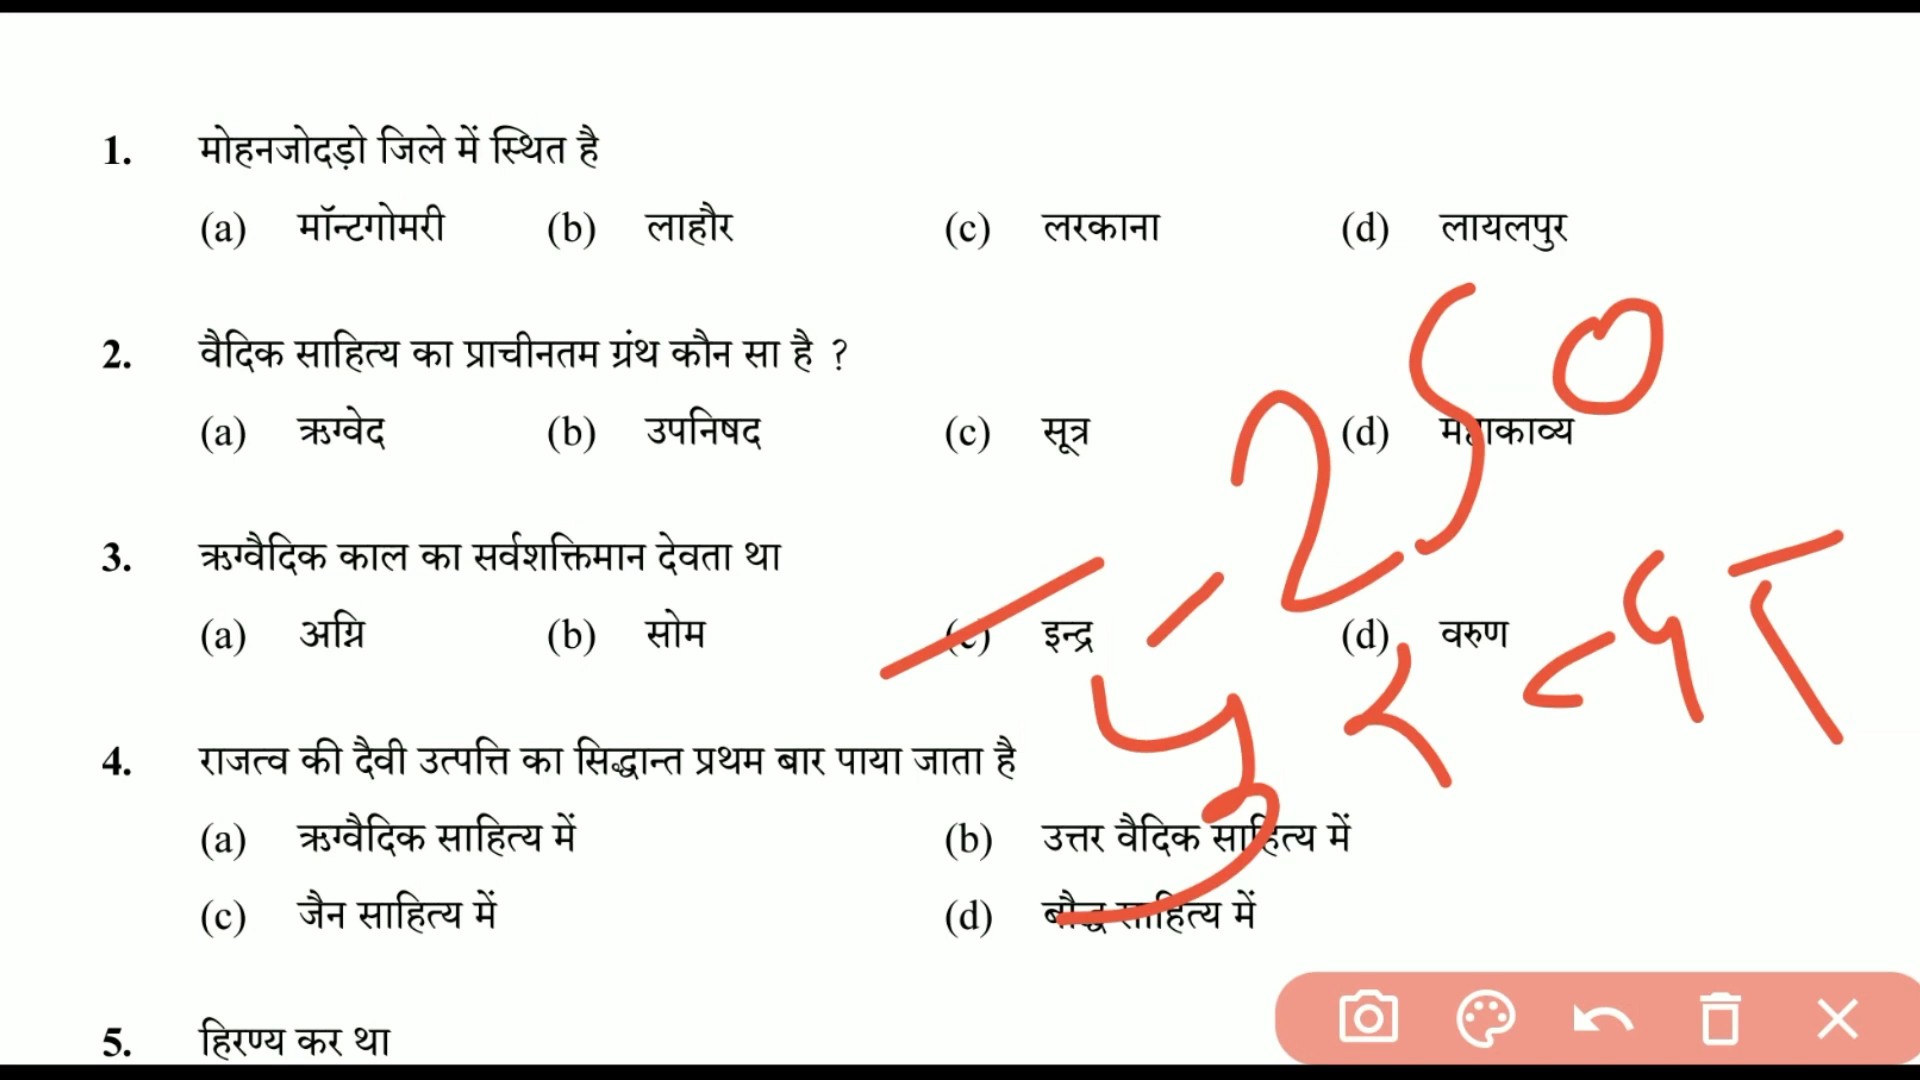 1. मोहनजोदड़ो जिले में स्थित है
(a) मॉन्टगोमरी (b) लाहौर (c) लरकाना (d) लायलपुर
2. वैदिक साहित्य का प्राचीनतम ग्रंथ कौन सा है ?
(a) ऋग्वेद (b) उपनिषद (c) सूत्र (d) महाकाव्य
3. ऋग्वैदिक काल का सर्वशक्तिमान देवता था
(a) अग्नि (b) सोम (c) इन्द्र (d) वरुण
4. राजत्व की दैवी उत्पत्ति का सिद्धान्त प्रथम बार पाया जाता है
(a) ऋग्वैदिक साहित्य में (b) उत्तर वैदिक साहित्य में
(c) जैन साहित्य में (d) बौद्ध साहित्य में
5. हिरण्य कर था
250